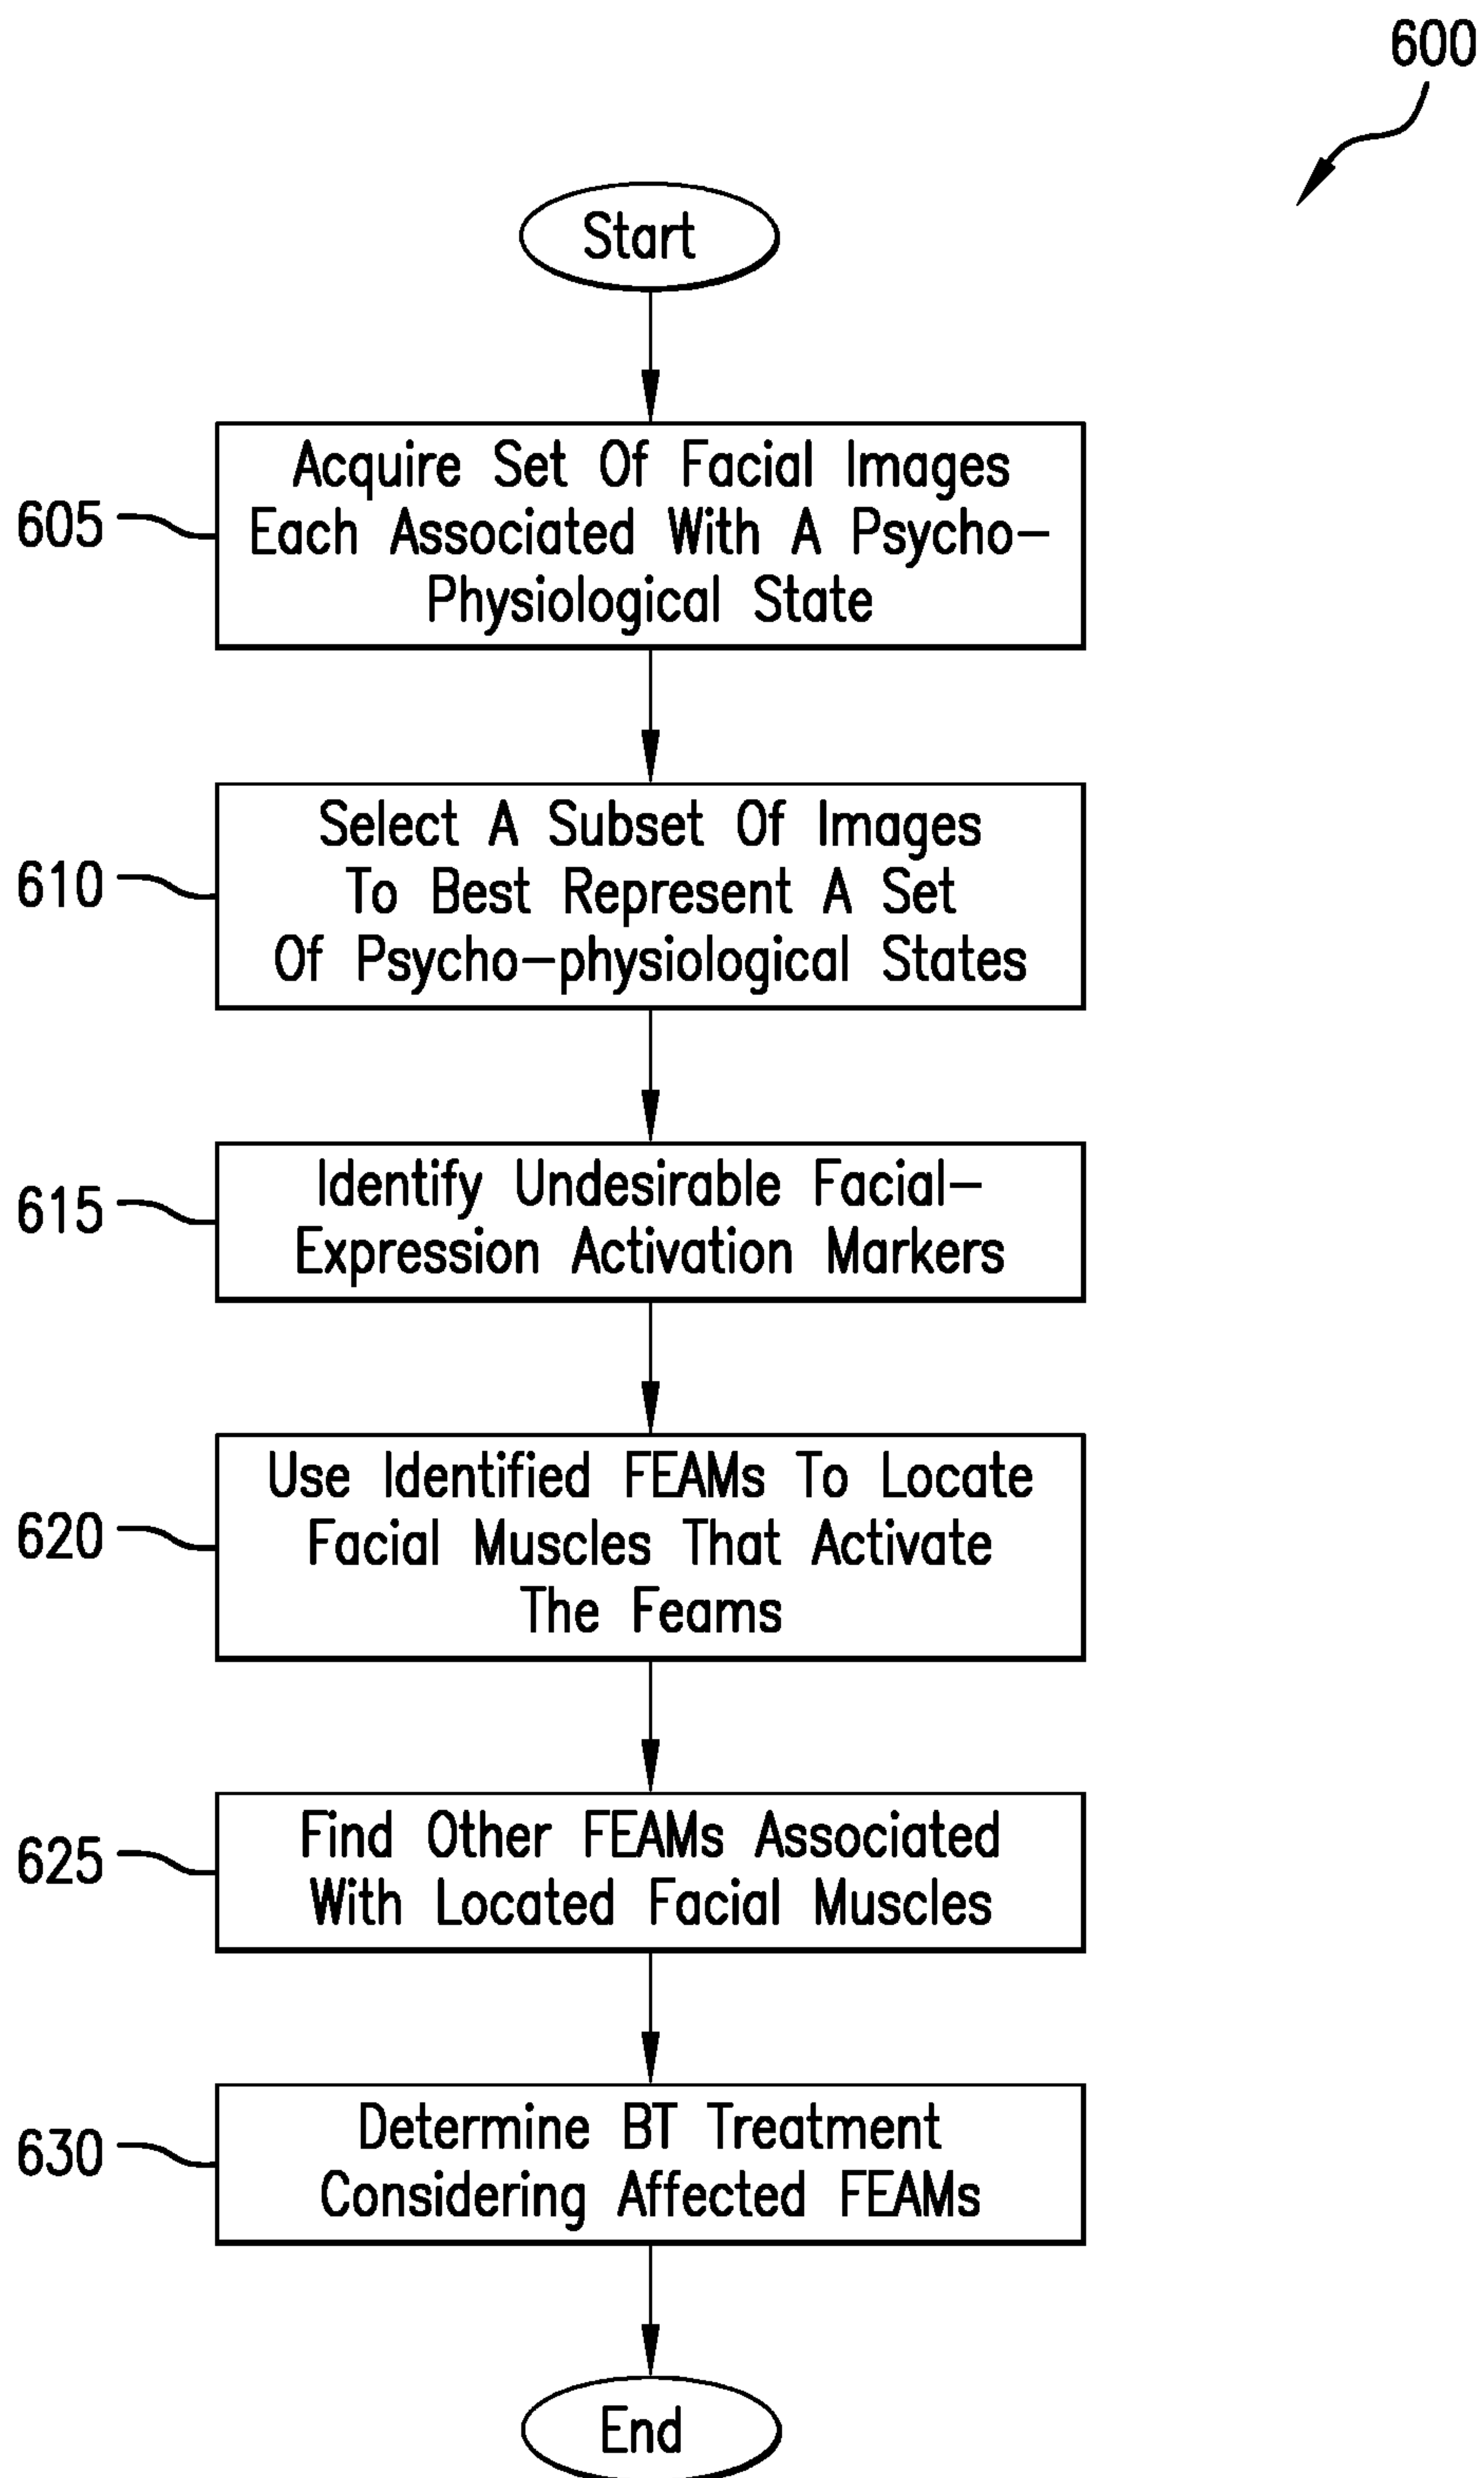 600
Start
605
Acquire Set Of Facial Images
Each Associated With A Psycho-
Physiological State
610
Select A Subset Of Images
To Best Represent A Set
Of Psycho-physiological States
615
Identify Undesirable Facial-
Expression Activation Markers
620
Use Identified FEAMs To Locate
Facial Muscles That Activate
The Feams
625
Find Other FEAMs Associated
With Located Facial Muscles
630
Determine BT Treatment
Considering Affected FEAMs
End